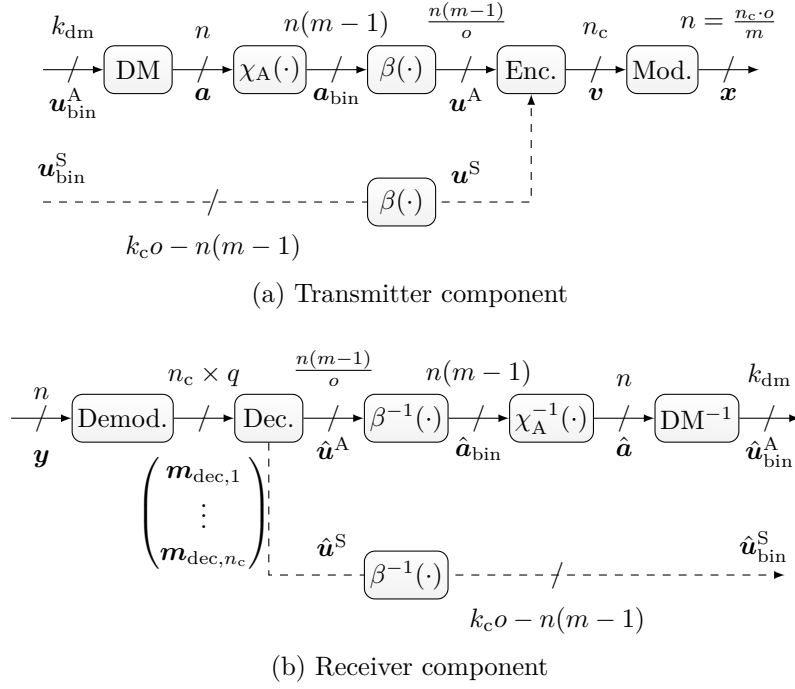 k_dm n n(m − 1) n(m−1)/o n_c n = n_c·o/m
DM χ_A(·) β(·) Enc. Mod.
u^A_bin a a_bin u^A v x
u^S_bin β(·) u^S
k_c o − n(m − 1)
(a) Transmitter component
n n_c × q n(m−1)/o n(m − 1) n k_dm
Demod. Dec. β^−1(·) χ_A^−1(·) DM^−1
y û^A â_bin â û^A_bin
(m_dec,1 ⋮ m_dec,n_c)
û^S β^−1(·) û^S_bin
k_c o − n(m − 1)
(b) Receiver component